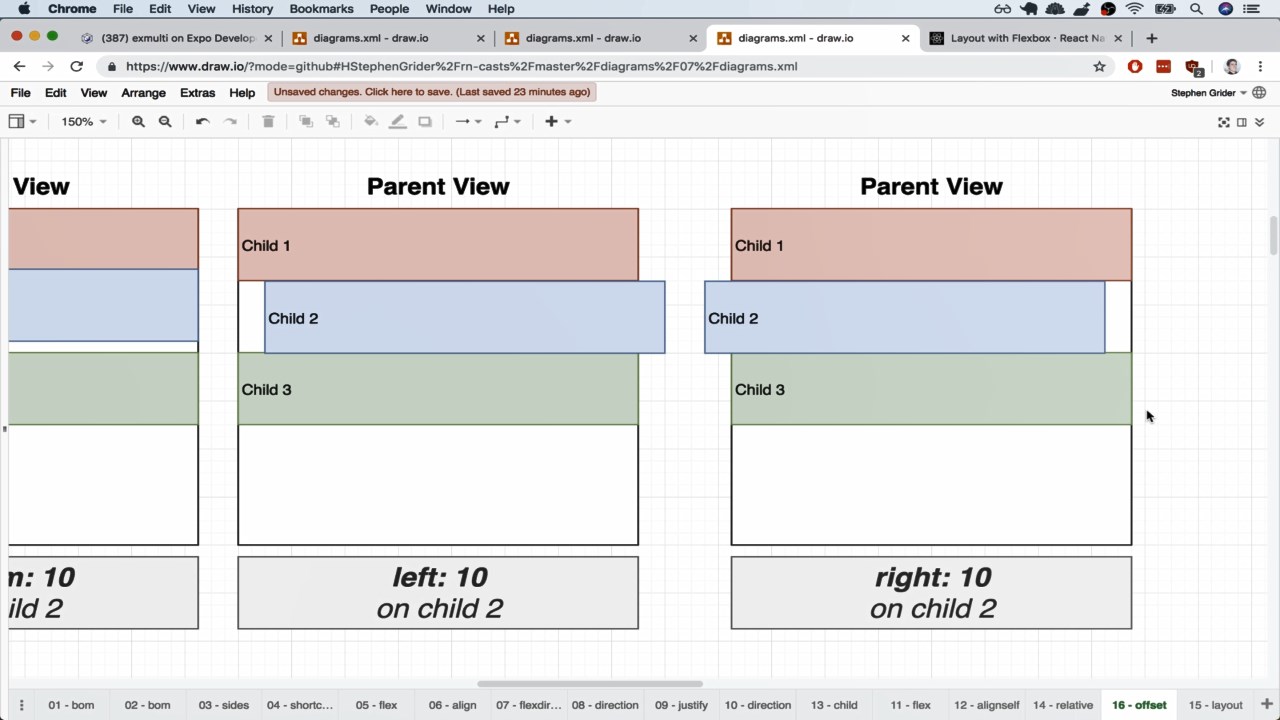 Chrome File Edit View History Bookmarks People Window Help
(387) exmulti on Expo Develop
diagrams.xml - draw.io
diagrams.xml - draw.io
diagrams.xml - draw.io
Layout with Flexbox · React Na
https://www.draw.io/?mode=github#HStephenGrider%2Frn-casts%2Fmaster%2Fdiagrams%2F07%2Fdiagrams.xml
2
File Edit View Arrange Extras Help Unsaved changes. Click here to save. (Last saved 23 minutes ago) Stephen Grider
150%
View
Parent View
Parent View
Child 1
Child 1
Child 2
Child 2
Child 3
Child 3
m: 10
ild 2
left: 10
on child 2
right: 10
on child 2
01 - bom 02 - bom 03 - sides 04 - shortc... 05 - flex 06 - align 07 - flexdir... 08 - direction 09 - justify 10 - direction 13 - child 11 - flex 12 - alignself 14 - relative 16 - offset 15 - layout